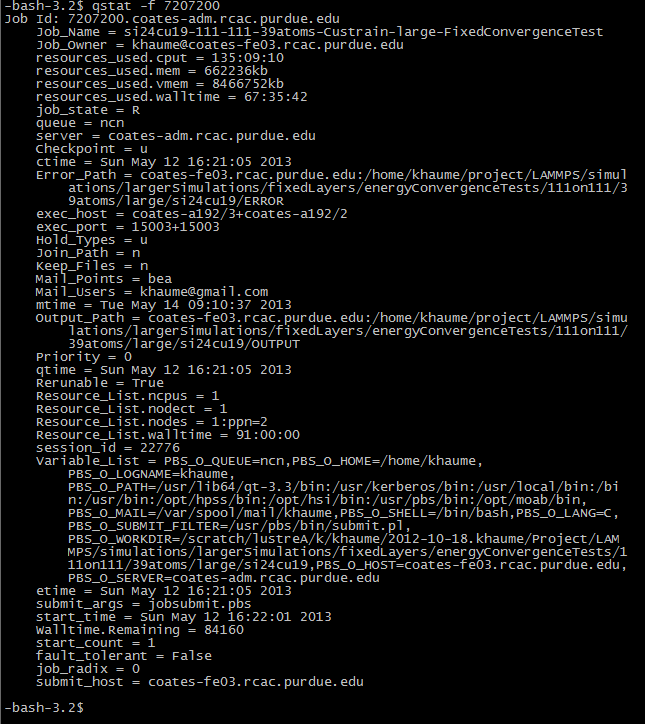 -bash-3.2$ qstat -f 7207200
Job Id: 7207200.coates-adm.rcac.purdue.edu
Job_Name = si24cu19-111-111-39atoms-Custrain-large-FixedConvergenceTest
Job_Owner = khaume@coates-fe03.rcac.purdue.edu
resources_used.cput = 135:09:10
resources_used.mem = 662236kb
resources_used.vmem = 8466752kb
resources_used.walltime = 67:35:42
job_state = R
queue = ncn
server = coates-adm.rcac.purdue.edu
Checkpoint = u
ctime = Sun May 12 16:21:05 2013
Error_Path = coates-fe03.rcac.purdue.edu:/home/khaume/project/LAMMPS/simul
ations/largerSimulations/fixedLayers/energyConvergenceTests/111on111/3
9atoms/large/si24cu19/ERROR
exec_host = coates-a192/3+coates-a192/2
exec_port = 15003+15003
Hold_Types = u
Join_Path = n
Keep_Files = n
Mail_Points = bea
Mail_Users = khaume@gmail.com
mtime = Tue May 14 09:10:37 2013
Output_Path = coates-fe03.rcac.purdue.edu:/home/khaume/project/LAMMPS/simu
lations/largerSimulations/fixedLayers/energyConvergenceTests/111on111/
39atoms/large/si24cu19/OUTPUT
Priority = 0
qtime = Sun May 12 16:21:05 2013
Rerunable = True
Resource_List.ncpus = 1
Resource_List.nodect = 1
Resource_List.nodes = 1:ppn=2
Resource_List.walltime = 91:00:00
session_id = 22776
Variable_List = PBS_O_QUEUE=ncn,PBS_O_HOME=/home/khaume,
PBS_O_LOGNAME=khaume,
PBS_O_PATH=/usr/lib64/qt-3.3/bin:/usr/kerberos/bin:/usr/local/bin:/bi
n:/usr/bin:/opt/hpss/bin:/opt/hsi/bin:/usr/pbs/bin:/opt/moab/bin,
PBS_O_MAIL=/var/spool/mail/khaume,PBS_O_SHELL=/bin/bash,PBS_O_LANG=C,
PBS_O_SUBMIT_FILTER=/usr/pbs/bin/submit.pl,
PBS_O_WORKDIR=/scratch/lustreA/k/khaume/2012-10-18.khaume/Project/LAM
MPS/simulations/largerSimulations/fixedLayers/energyConvergenceTests/1
11on111/39atoms/large/si24cu19,PBS_O_HOST=coates-fe03.rcac.purdue.edu,
PBS_O_SERVER=coates-adm.rcac.purdue.edu
etime = Sun May 12 16:21:05 2013
submit_args = jobsubmit.pbs
start_time = Sun May 12 16:22:01 2013
Walltime.Remaining = 84160
start_count = 1
fault_tolerant = False
job_radix = 0
submit_host = coates-fe03.rcac.purdue.edu
-bash-3.2$